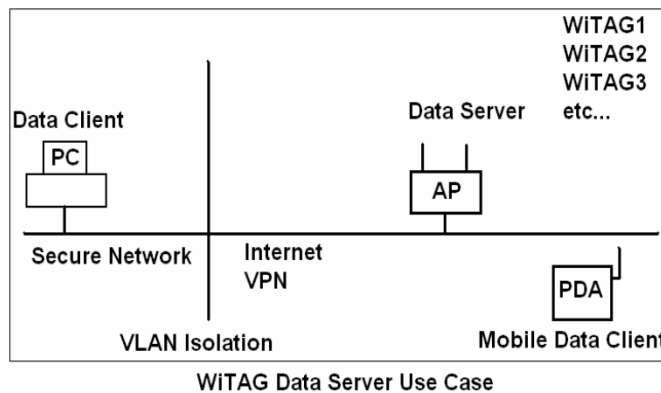 WiTAG1
WiTAG2
WiTAG3
etc...
Data Client
PC
Data Server
AP
Secure Network
Internet
VPN
PDA
VLAN Isolation
Mobile Data Client
WiTAG Data Server Use Case